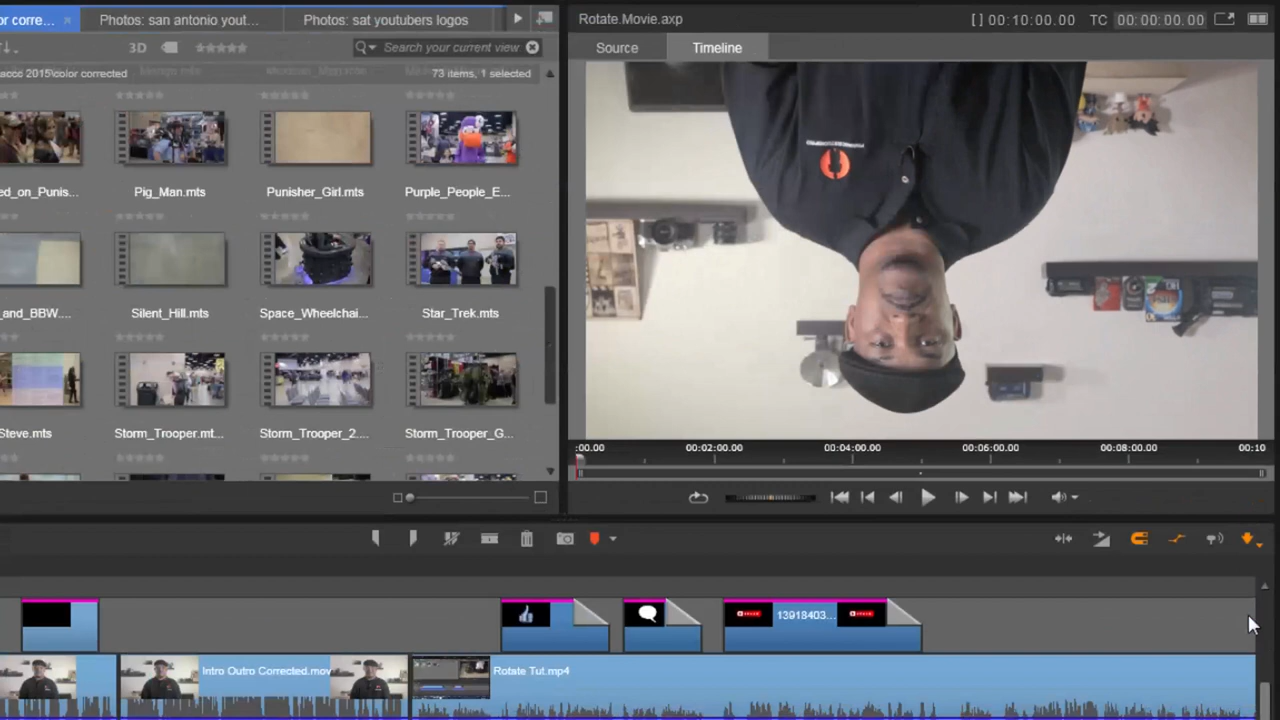 or corre... × Photos: san antonio yout... Photos: sat youtubers logos
Rotate.Movie.axp [] 00:10:00.00 TC 00:00:00.00
3D Search your current view
Source Timeline
accc 2015\color corrected 73 items, 1 selected
ed_on_Punis... Pig_Man.mts Punisher_Girl.mts Purple_People_E...
_and_BBW.... Silent_Hill.mts Space_Wheelchai... Star_Trek.mts
Steve.mts Storm_Trooper.mt... Storm_Trooper_2.... Storm_Trooper_G...
:00.00 00:02:00.00 00:04:00.00 00:06:00.00 00:08:00.00 00:10
13918403...
Intro Outro Corrected.mov Rotate Tut.mp4